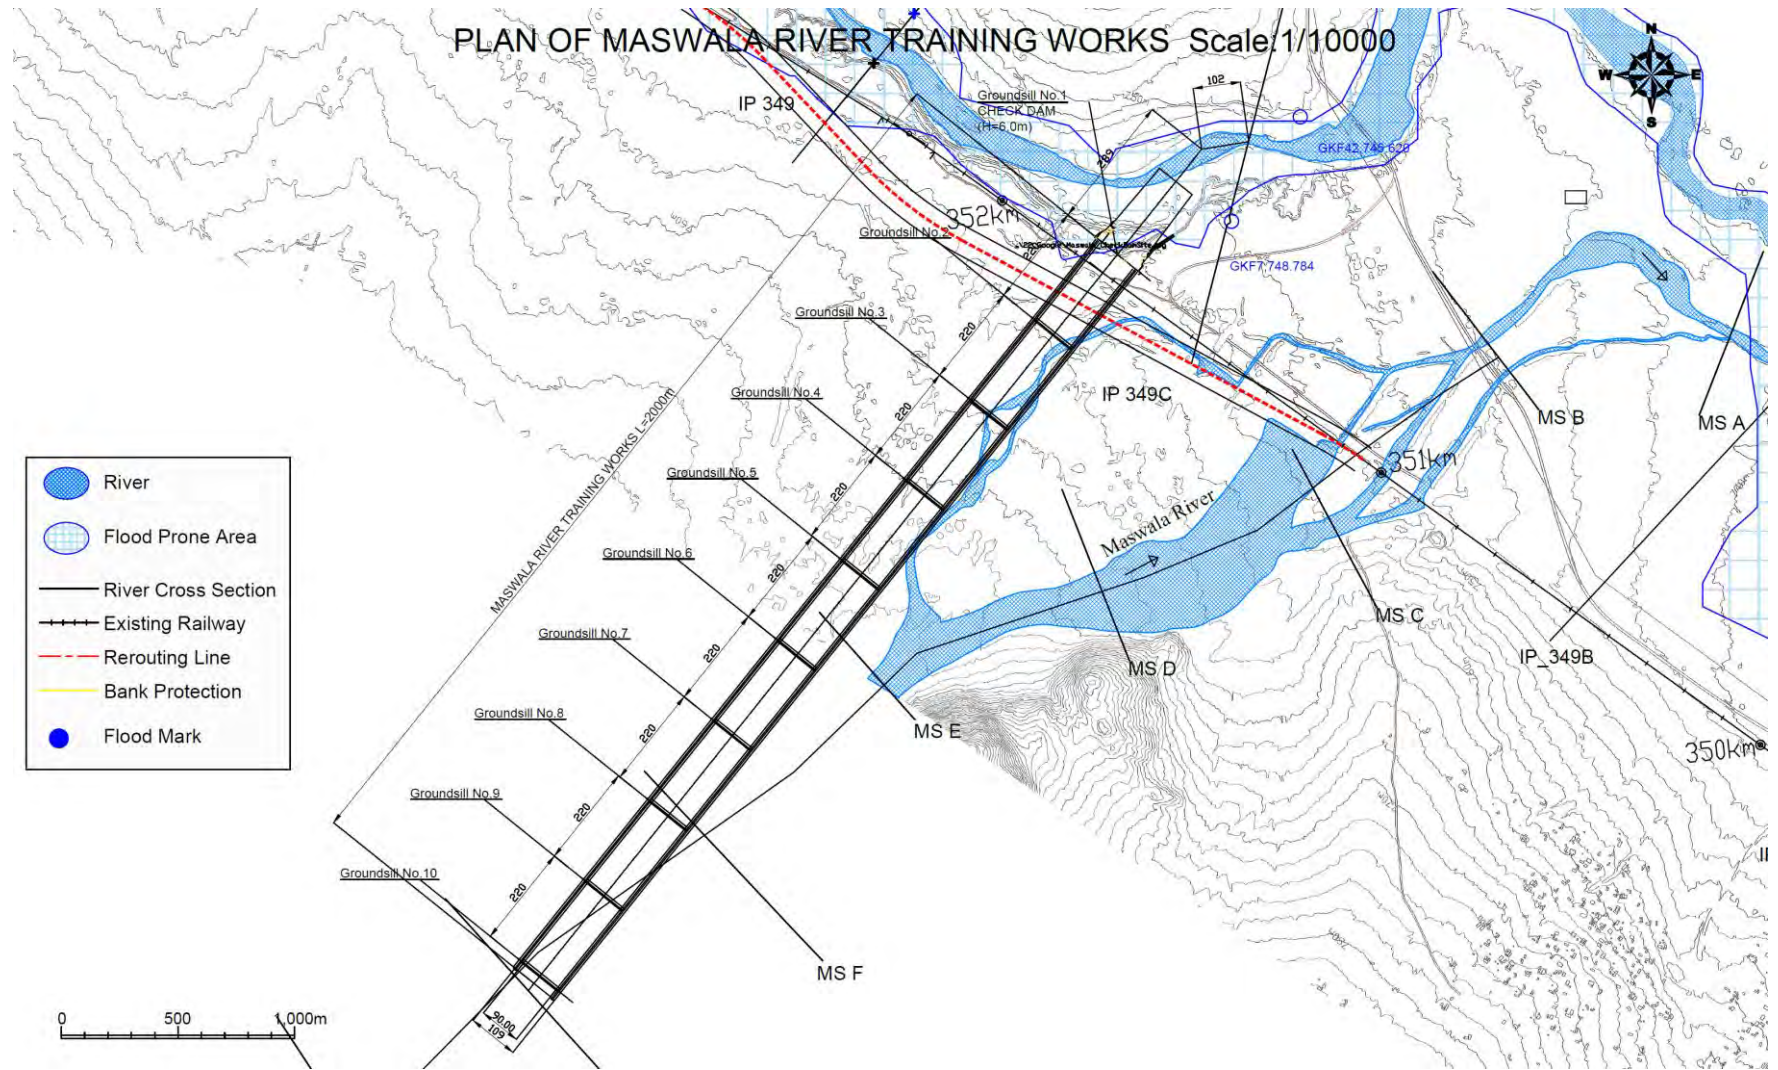 PLAN OF MASWALA RIVER TRAINING WORKS Scale:1/10000
N
W
E
S
IP 349
Groundsill No.1
CHECK DAM
(H=6.0m)
102
289
GKF42.745.628
352km
Groundsill No.2
220
GKF7.748.784
Groundsill No.3
220
Groundsill No.4
220
IP 349C
MS B
MS A
351km
Groundsill No.5
220
Maswala River
MASWALA RIVER TRAINING WORKS L=2000m
River
Flood Prone Area
River Cross Section
Existing Railway
Rerouting Line
Bank Protection
Flood Mark
Groundsill No.6
220
MS C
Groundsill No.7
220
IP_349B
MS D
Groundsill No.8
220
MS E
350km
Groundsill No.9
220
IP
Groundsill No.10
220
MS F
90.00
109
0 500 1,000m